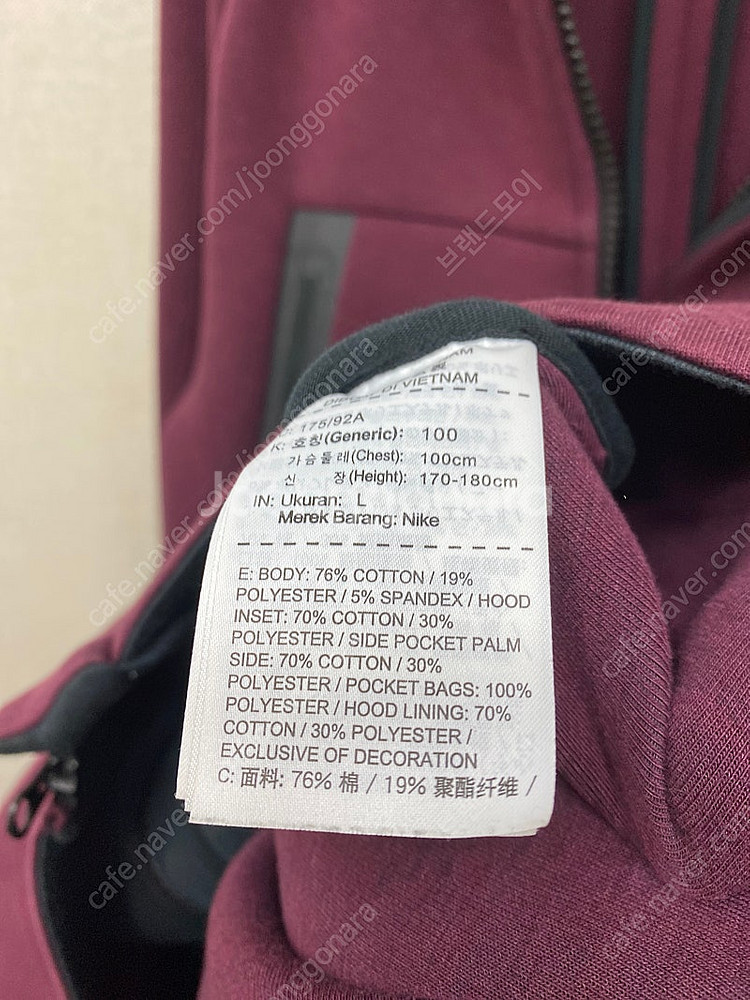 DI VIETNAM
175/92A
K: 호칭(Generic): 100
가슴둘레(Chest): 100cm
신 장(Height): 170-180cm
IN: Ukuran: L
Merek Barang: Nike
E: BODY: 76% COTTON / 19%
POLYESTER / 5% SPANDEX / HOOD
INSET: 70% COTTON / 30%
POLYESTER / SIDE POCKET PALM
SIDE: 70% COTTON / 30%
POLYESTER / POCKET BAGS: 100%
POLYESTER / HOOD LINING: 70%
COTTON / 30% POLYESTER /
EXCLUSIVE OF DECORATION
C: 面料: 76% 棉 / 19% 聚酯纤维 /
cafe.naver.com/joonggonara
브랜드모이